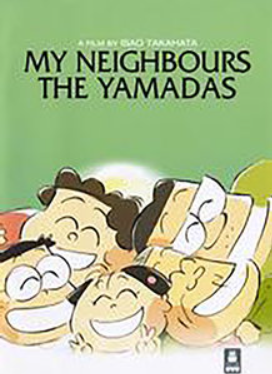 A FILM BY ISAO TAKAHATA
MY NEIGHBOURS
THE YAMADAS